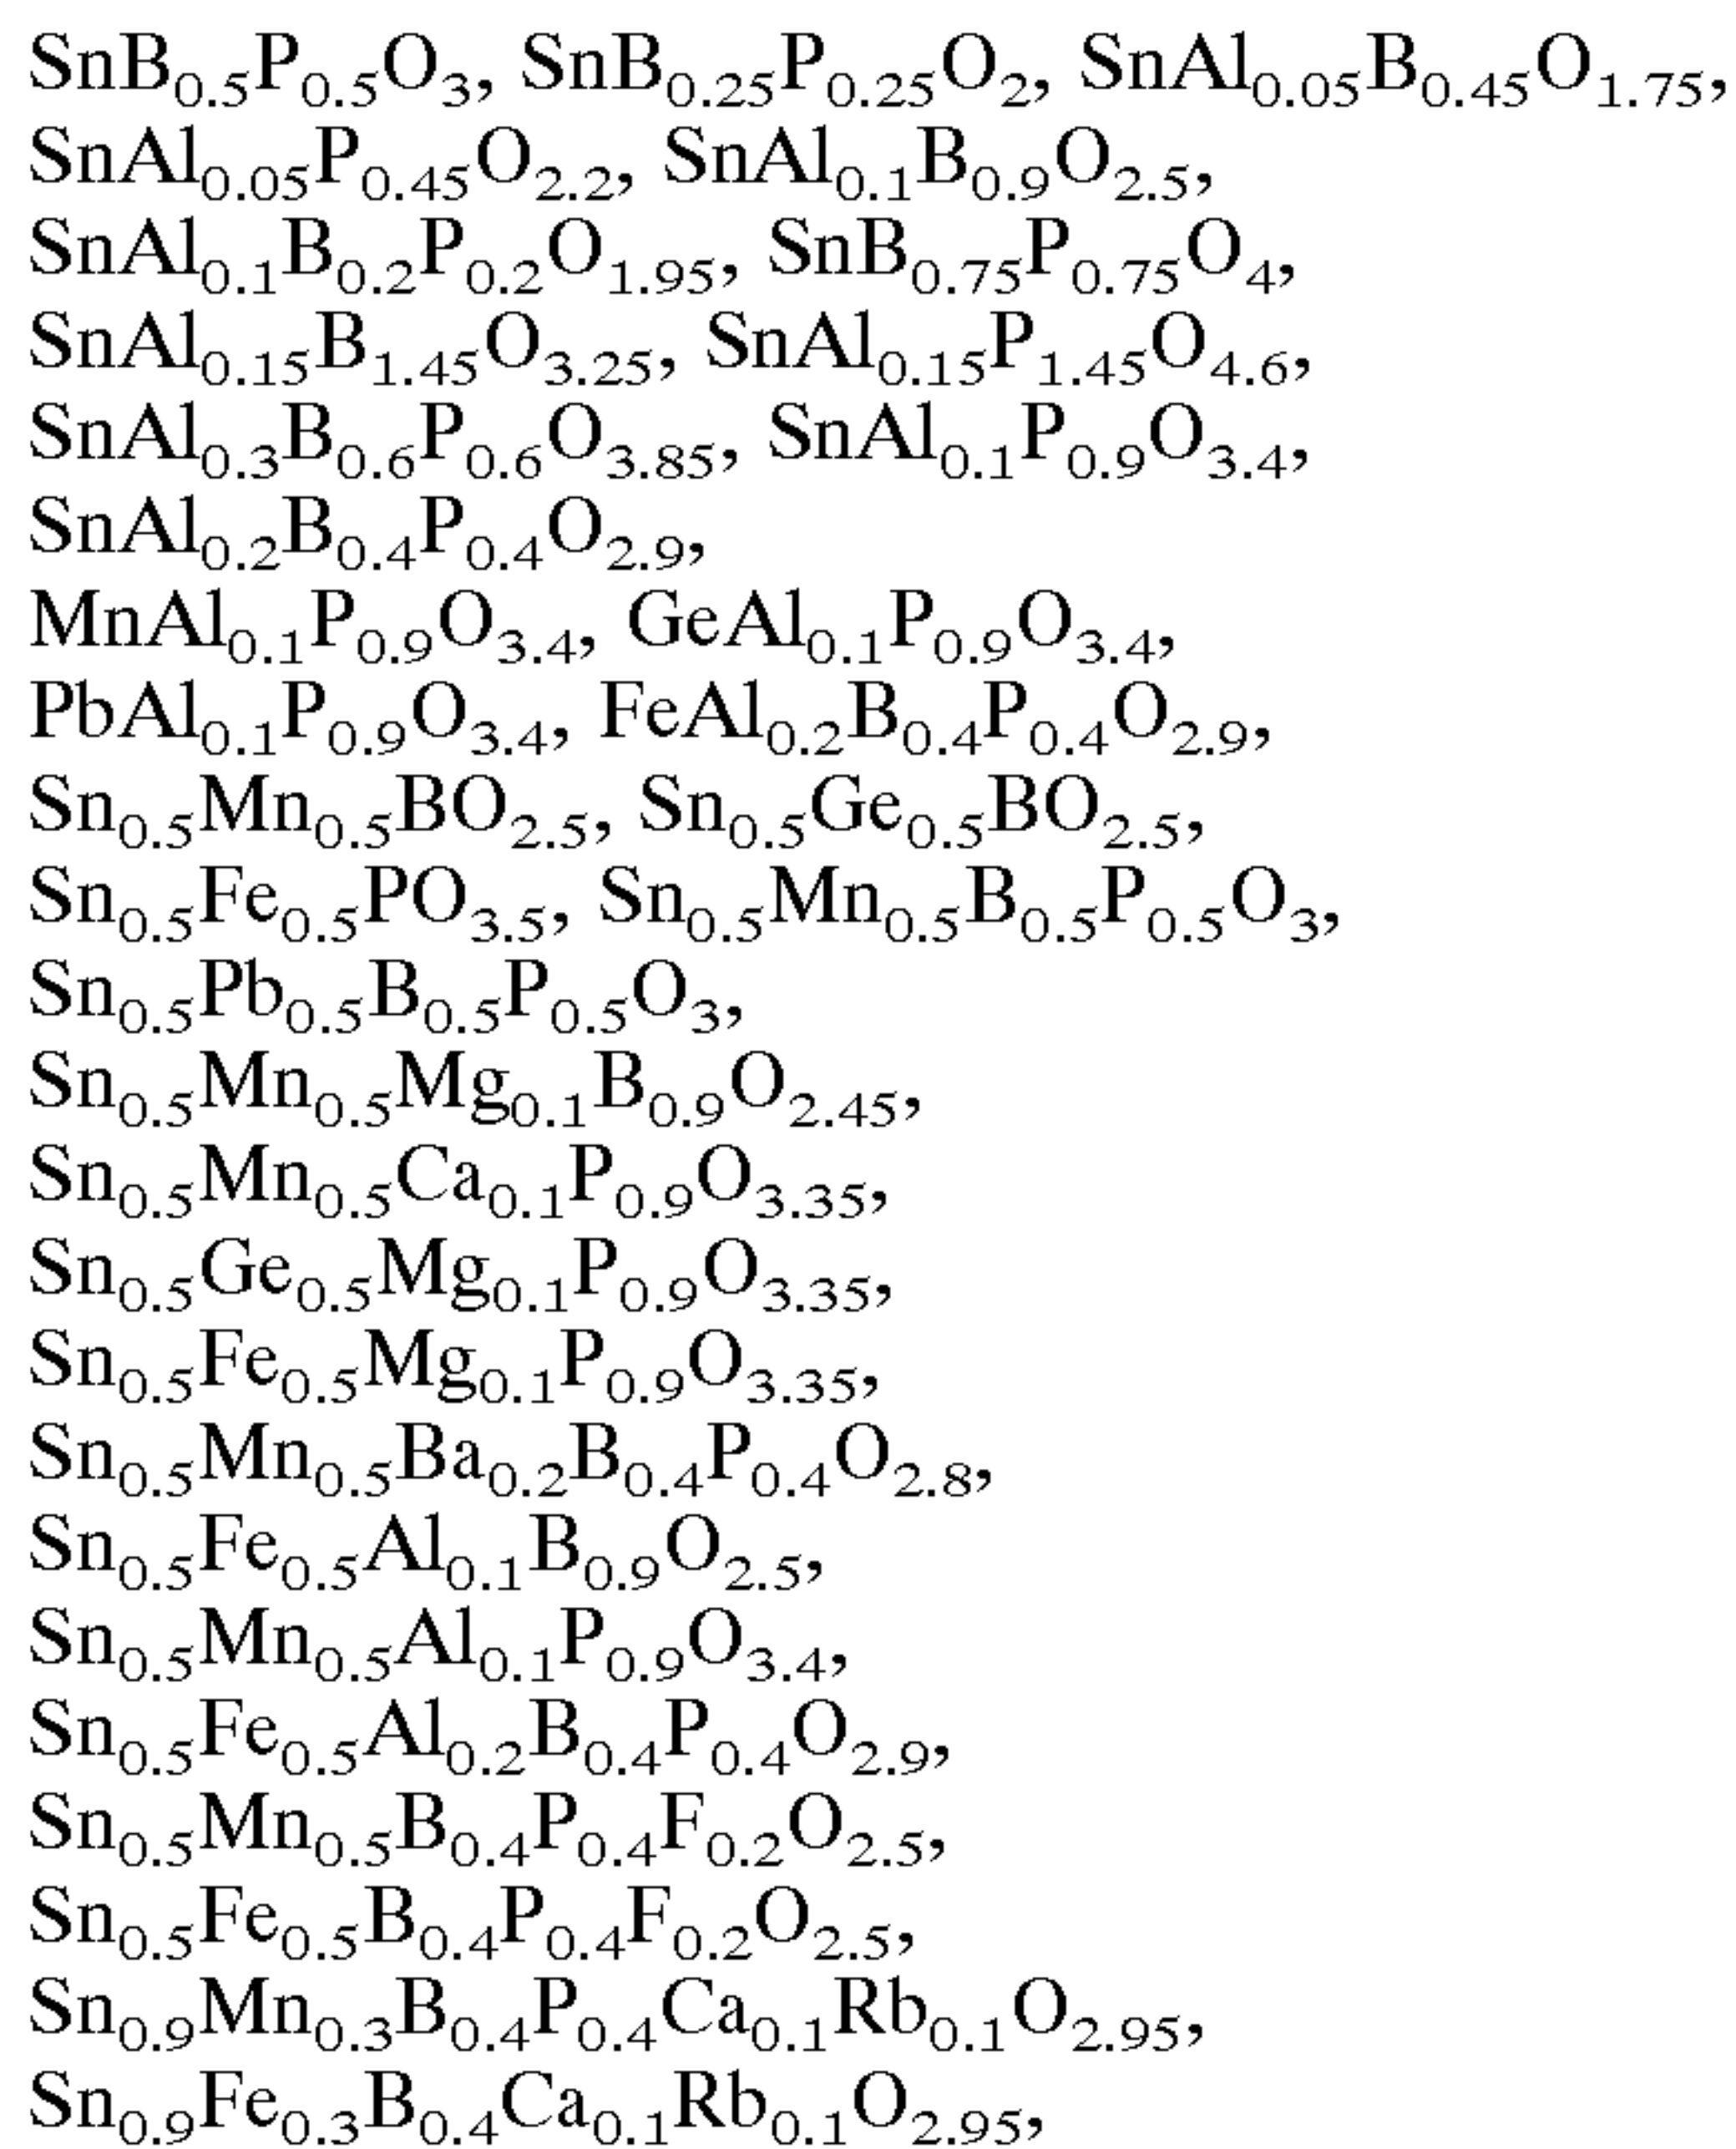 SnB₀.₅P₀.₅O₃, SnB₀.₂₅P₀.₂₅O₂, SnAl₀.₀₅B₀.₄₅O₁.₇₅,
SnAl₀.₀₅P₀.₄₅O₂.₂, SnAl₀.₁B₀.₉O₂.₅,
SnAl₀.₁B₀.₂P₀.₂O₁.₉₅, SnB₀.₇₅P₀.₇₅O₄,
SnAl₀.₁₅B₁.₄₅O₃.₂₅, SnAl₀.₁₅P₁.₄₅O₄.₆,
SnAl₀.₃B₀.₆P₀.₆O₃.₈₅, SnAl₀.₁P₀.₉O₃.₄,
SnAl₀.₂B₀.₄P₀.₄O₂.₉,
MnAl₀.₁P₀.₉O₃.₄, GeAl₀.₁P₀.₉O₃.₄,
PbAl₀.₁P₀.₉O₃.₄, FeAl₀.₂B₀.₄P₀.₄O₂.₉,
Sn₀.₅Mn₀.₅BO₂.₅, Sn₀.₅Ge₀.₅BO₂.₅,
Sn₀.₅Fe₀.₅PO₃.₅, Sn₀.₅Mn₀.₅B₀.₅P₀.₅O₃,
Sn₀.₅Pb₀.₅B₀.₅P₀.₅O₃,
Sn₀.₅Mn₀.₅Mg₀.₁B₀.₉O₂.₄₅,
Sn₀.₅Mn₀.₅Ca₀.₁P₀.₉O₃.₃₅,
Sn₀.₅Ge₀.₅Mg₀.₁P₀.₉O₃.₃₅,
Sn₀.₅Fe₀.₅Mg₀.₁P₀.₉O₃.₃₅,
Sn₀.₅Mn₀.₅Ba₀.₂B₀.₄P₀.₄O₂.₈,
Sn₀.₅Fe₀.₅Al₀.₁B₀.₉O₂.₅,
Sn₀.₅Mn₀.₅Al₀.₁P₀.₉O₃.₄,
Sn₀.₅Fe₀.₅Al₀.₂B₀.₄P₀.₄O₂.₉,
Sn₀.₅Mn₀.₅B₀.₄P₀.₄F₀.₂O₂.₅,
Sn₀.₅Fe₀.₅B₀.₄P₀.₄F₀.₂O₂.₅,
Sn₀.₉Mn₀.₃B₀.₄P₀.₄Ca₀.₁Rb₀.₁O₂.₉₅,
Sn₀.₉Fe₀.₃B₀.₄Ca₀.₁Rb₀.₁O₂.₉₅,